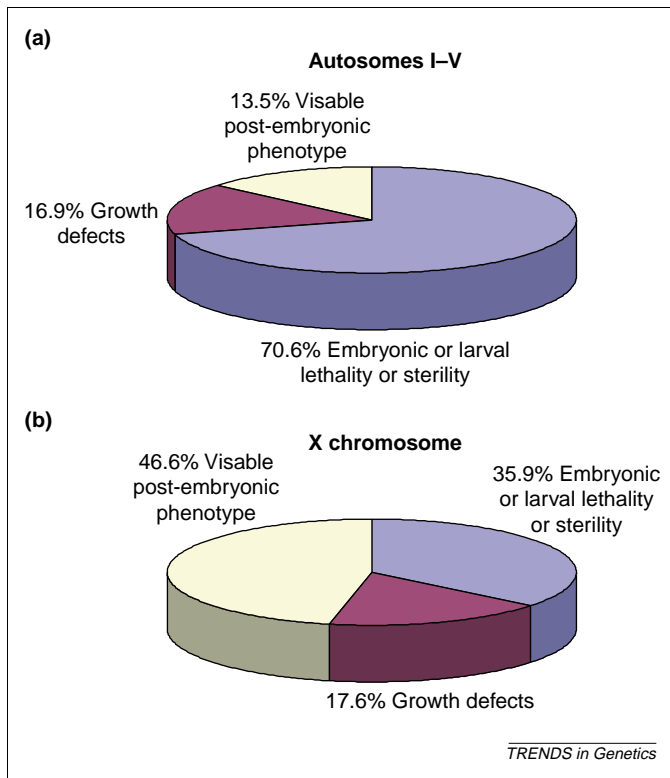 (a)
Autosomes I–V
13.5% Visable
post-embryonic
phenotype
16.9% Growth
defects
70.6% Embryonic or larval
lethality or sterility
(b)
X chromosome
46.6% Visable
post-embryonic
phenotype
35.9% Embryonic
or larval lethality
or sterility
17.6% Growth defects
TRENDS in Genetics